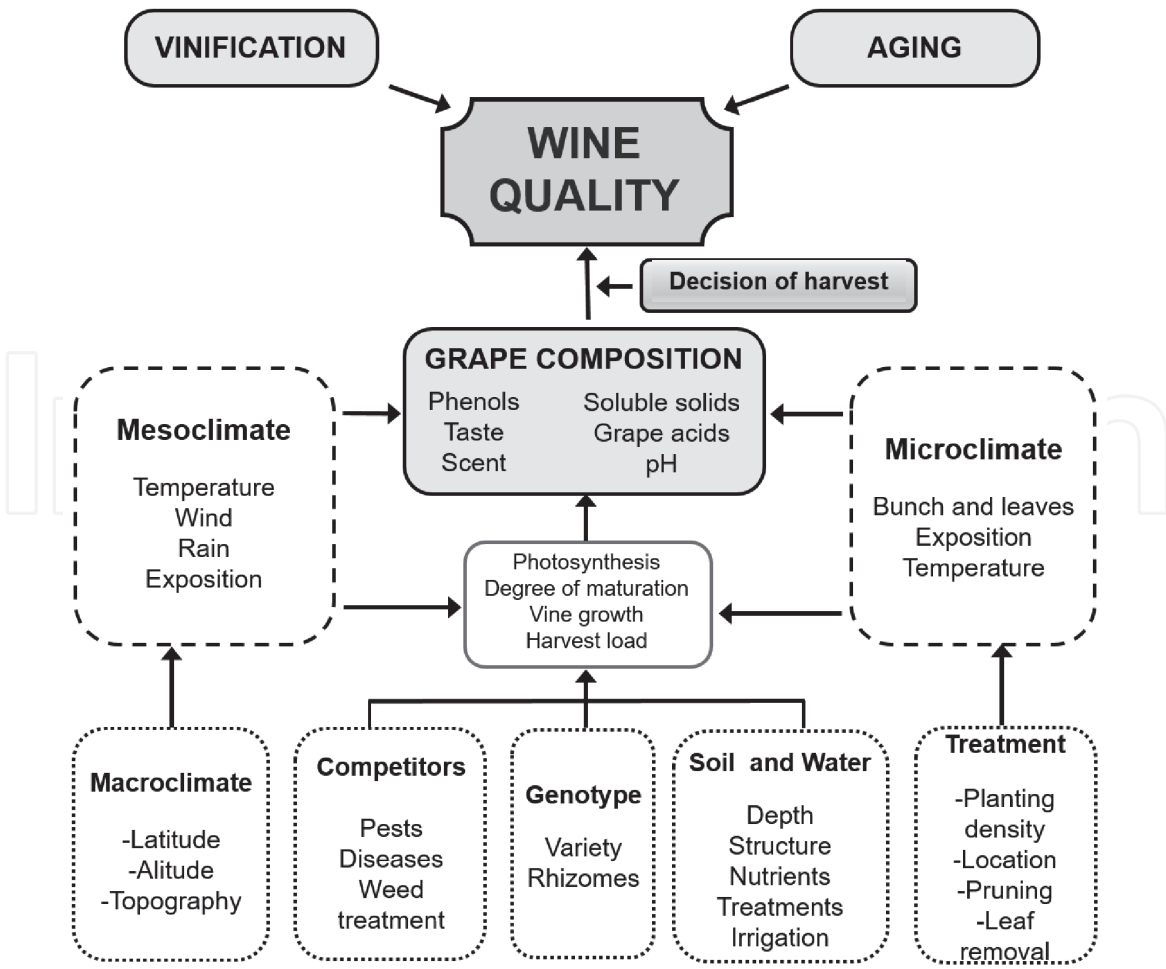 VINIFICATION
AGING
WINE
QUALITY
Decision of harvest
GRAPE COMPOSITION
Phenols
Taste
Scent
Soluble solids
Grape acids
pH
Mesoclimate
Temperature
Wind
Rain
Exposition
Microclimate
Bunch and leaves
Exposition
Temperature
Photosynthesis
Degree of maturation
Vine growth
Harvest load
Macroclimate
-Latitude
-Alitude
-Topography
Competitors
Pests
Diseases
Weed
treatment
Genotype
Variety
Rhizomes
Soil and Water
Depth
Structure
Nutrients
Treatments
Irrigation
Treatment
-Planting
density
-Location
-Pruning
-Leaf
removal